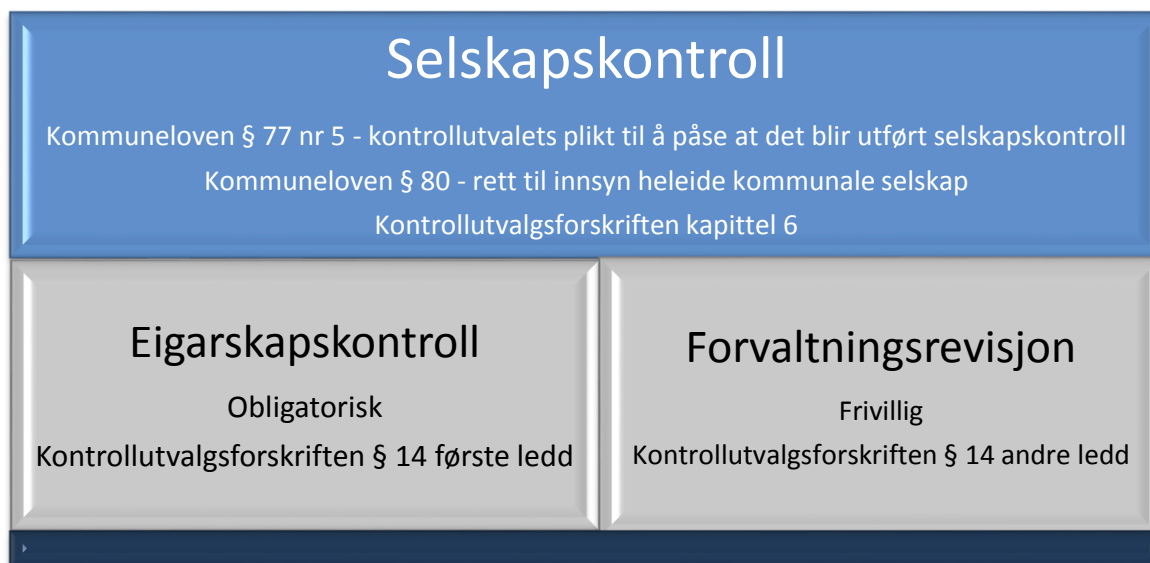 Selskapskontroll
Kommuneloven § 77 nr 5 - kontrollutvalets plikt til å påse at det blir utført selskapskontroll
Kommuneloven § 80 - rett til innsyn heleide kommunale selskap
Kontrollutvalgsforskriften kapittel 6
Eigarskapskontroll
Obligatorisk
Kontrollutvalgsforskriften § 14 første ledd
Forvaltningsrevisjon
Frivillig
Kontrollutvalgsforskriften § 14 andre ledd